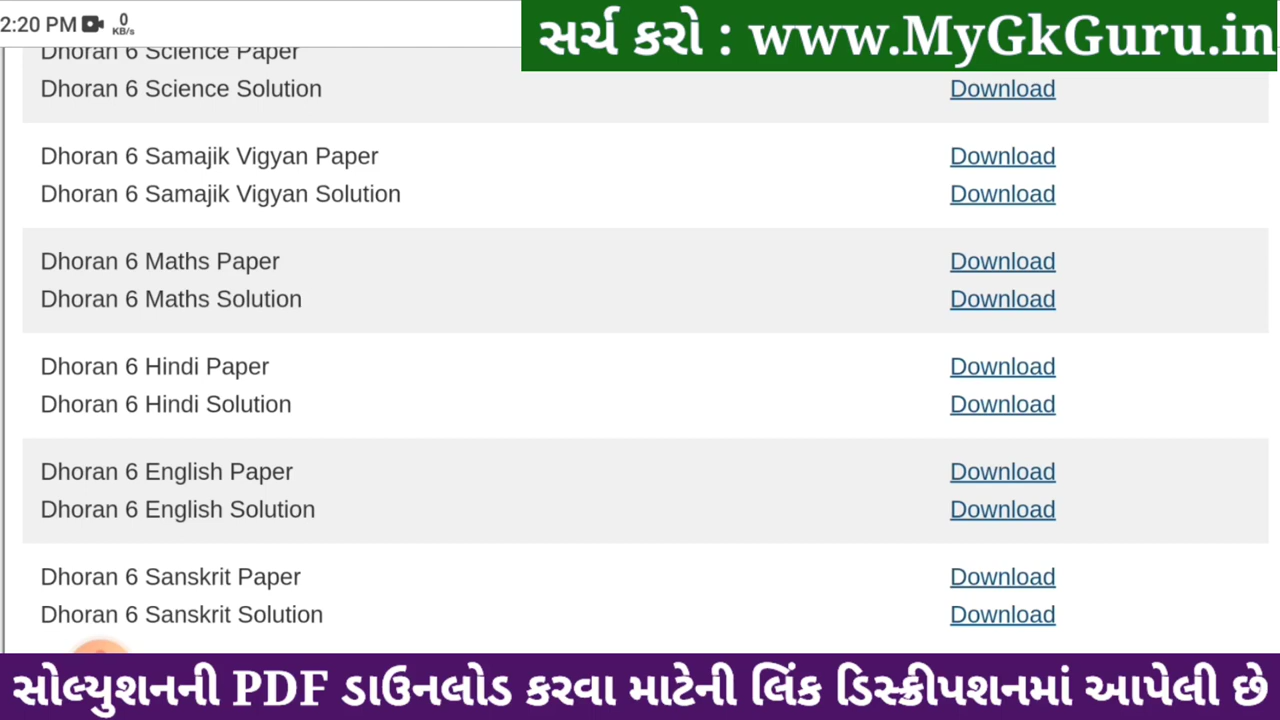 2:20 PM 0 KB/s
સર્ચ કરો : www.MyGkGuru.in
Dhoran 6 Science Paper
Dhoran 6 Science Solution Download
Dhoran 6 Samajik Vigyan Paper Download
Dhoran 6 Samajik Vigyan Solution Download
Dhoran 6 Maths Paper Download
Dhoran 6 Maths Solution Download
Dhoran 6 Hindi Paper Download
Dhoran 6 Hindi Solution Download
Dhoran 6 English Paper Download
Dhoran 6 English Solution Download
Dhoran 6 Sanskrit Paper Download
Dhoran 6 Sanskrit Solution Download
સોલ્યુશનની PDF ડાઉનલોડ કરવા માટેની લિંક ડિસ્ક્રીપશનમાં આપેલી છે